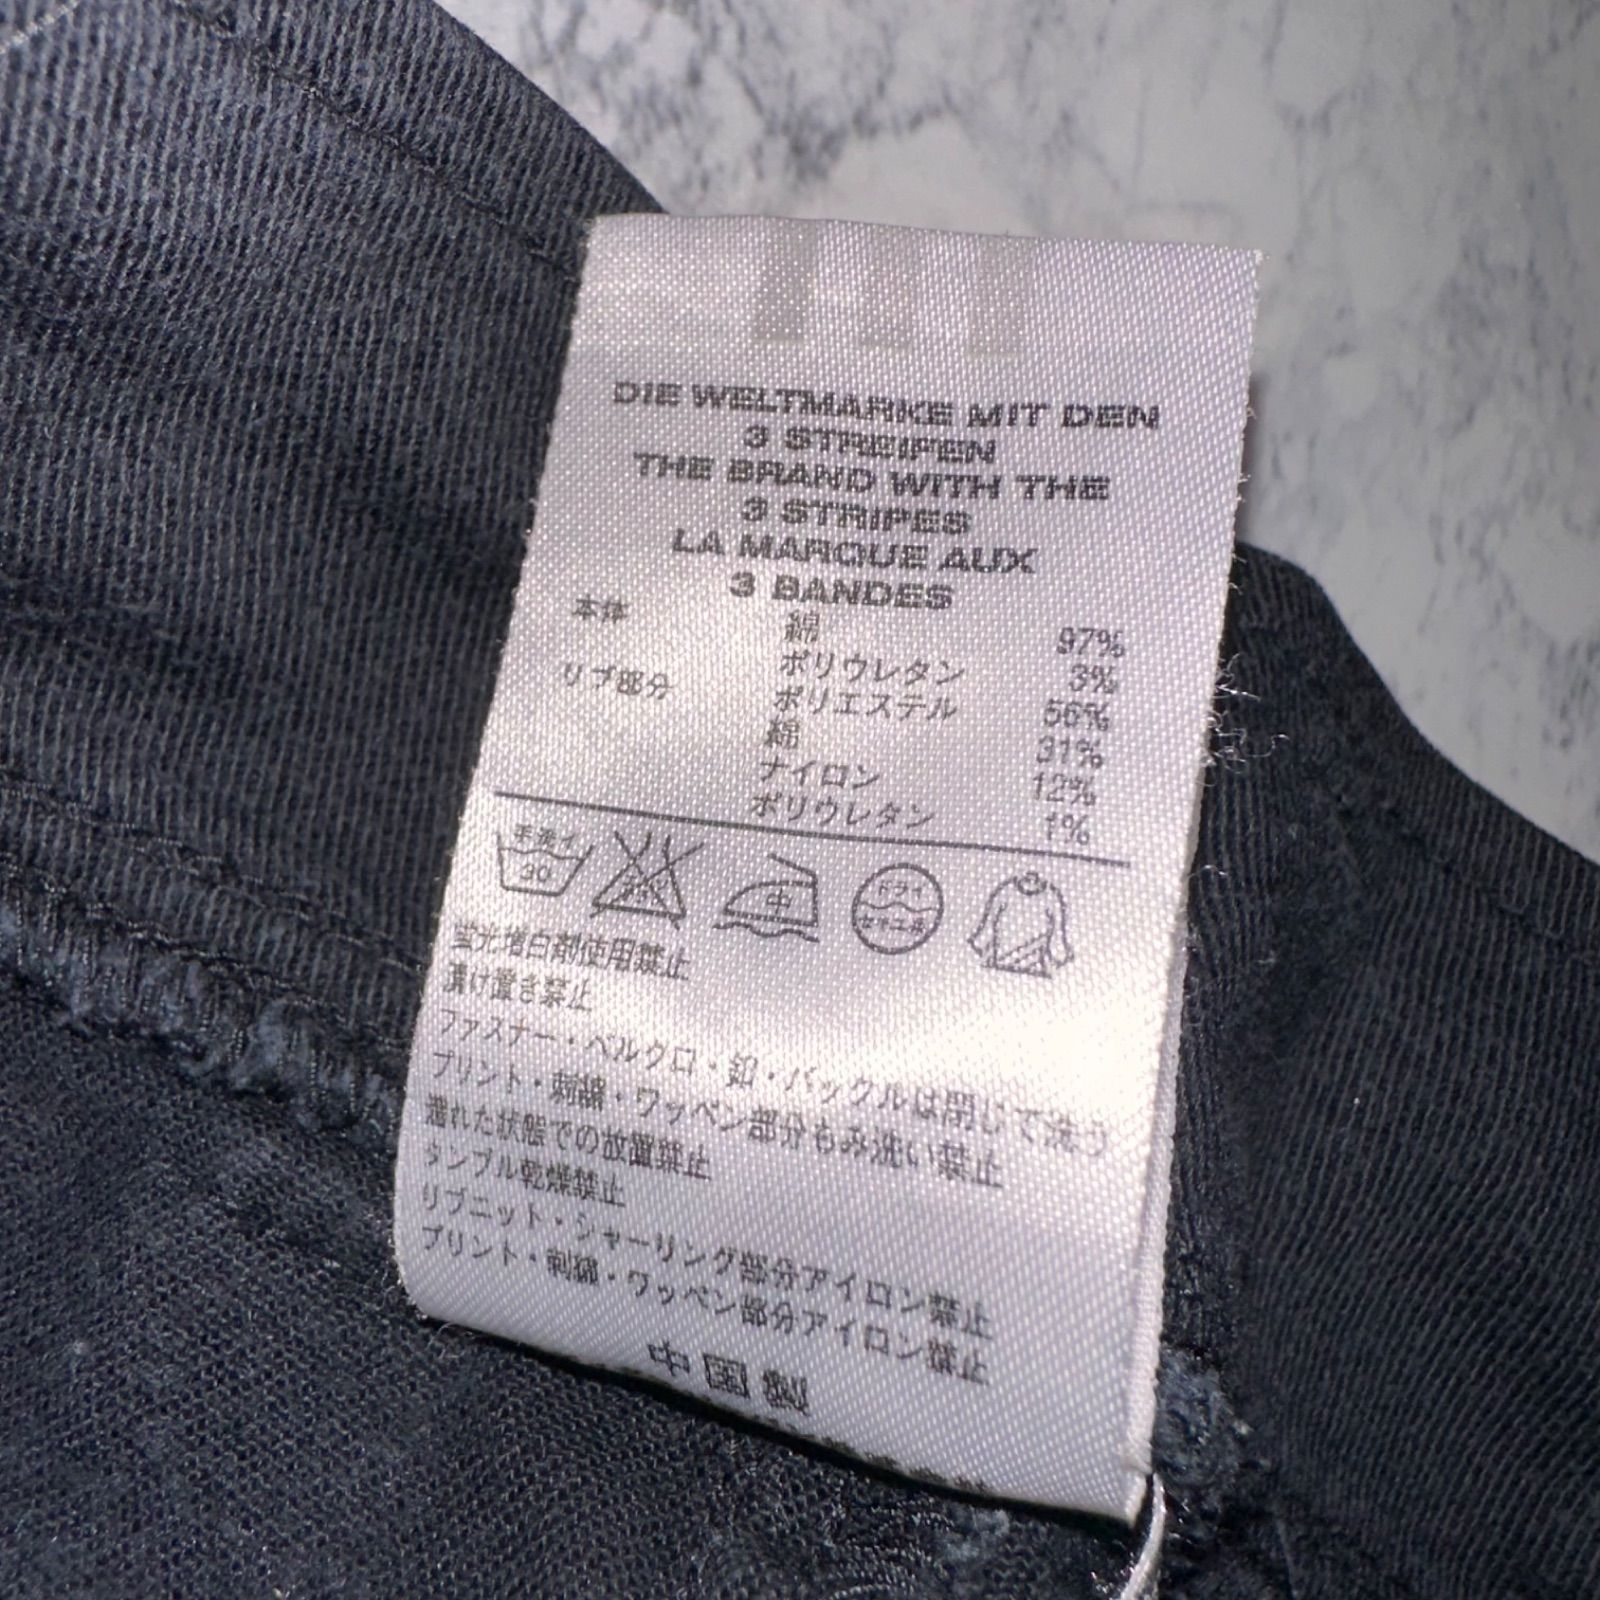 DIE WELTMARKE MIT DEN
3 STREIFEN
THE BRAND WITH THE
3 STRIPES
LA MARQUE AUX
3 BANDES
本体 綿 97%
ポリウレタン 3%
リブ部分 ポリエステル 56%
綿 31%
ナイロン 12%
ポリウレタン 1%
手洗イ
30
中
ドライ
蛍光増白剤使用禁止
漬け置き禁止
ファスナー・ベルクロ・釦・バックルは閉じて洗う
プリント・刺繍・ワッペン部分もみ洗い禁止
濡れた状態での放置禁止
タンブル乾燥禁止
リブニット・シャーリング部分アイロン禁止
プリント・刺繍・ワッペン部分アイロン禁止
中国製